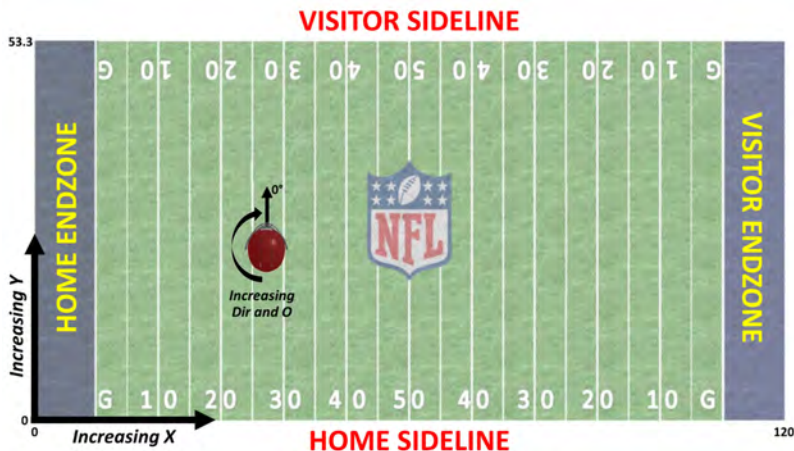 VISITOR SIDELINE
53.3
G 10 20 30 40 50 40 30 20 10 G
HOME ENDZONE
VISITOR ENDZONE
0°
NFL
Increasing
Dir and O
Increasing Y
G 10 20 30 40 50 40 30 20 10 G
0
0
Increasing X
HOME SIDELINE
120